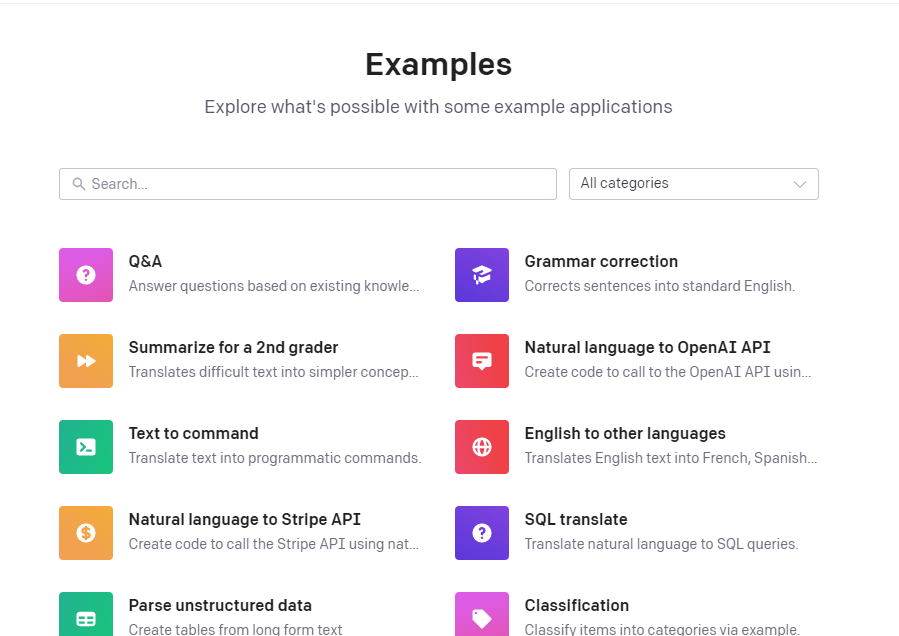 Examples
Explore what's possible with some example applications
Search...
All categories
Q&A
Answer questions based on existing knowle...
Grammar correction
Corrects sentences into standard English.
Summarize for a 2nd grader
Translates difficult text into simpler concep...
Natural language to OpenAI API
Create code to call to the OpenAI API usin...
Text to command
Translate text into programmatic commands.
English to other languages
Translates English text into French, Spanish...
Natural language to Stripe API
Create code to call the Stripe API using nat...
SQL translate
Translate natural language to SQL queries.
Parse unstructured data
Create tables from long form text
Classification
Classify items into categories via example.